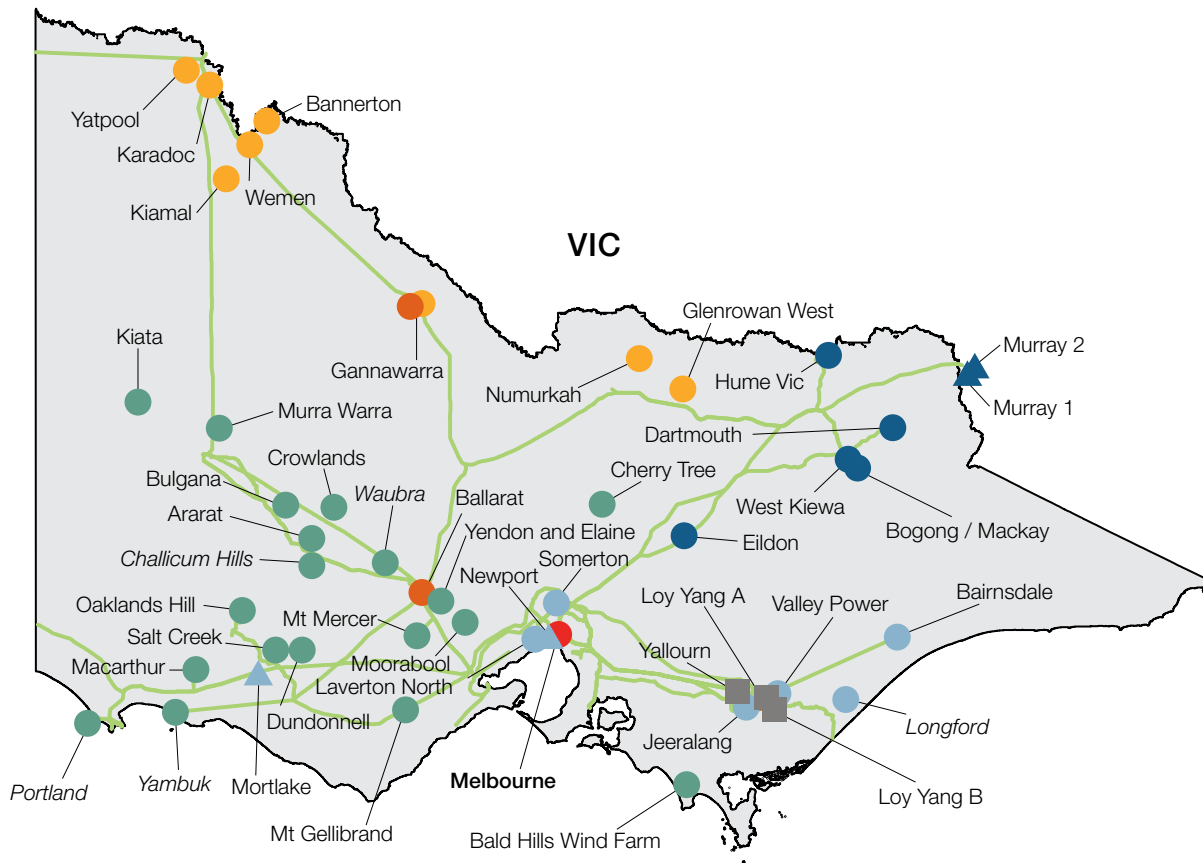 Bannerton
Yatpool
Karadoc
Wemen
Kiamal
VIC
Glenrowan West
Kiata
Murray 2
Gannawarra
Numurkah
Hume Vic
Murray 1
Murra Warra
Dartmouth
Crowlands
Cherry Tree
Bulgana
Waubra
Ballarat
West Kiewa
Ararat
Yendon and Elaine
Bogong / Mackay
Challicum Hills
Somerton
Eildon
Newport
Loy Yang A
Valley Power
Bairnsdale
Oaklands Hill
Mt Mercer
Salt Creek
Yallourn
Macarthur
Moorabool
Laverton North
Dundonnell
Longford
Jeeralang
Portland
Yambuk
Mortlake
Melbourne
Loy Yang B
Mt Gellibrand
Bald Hills Wind Farm